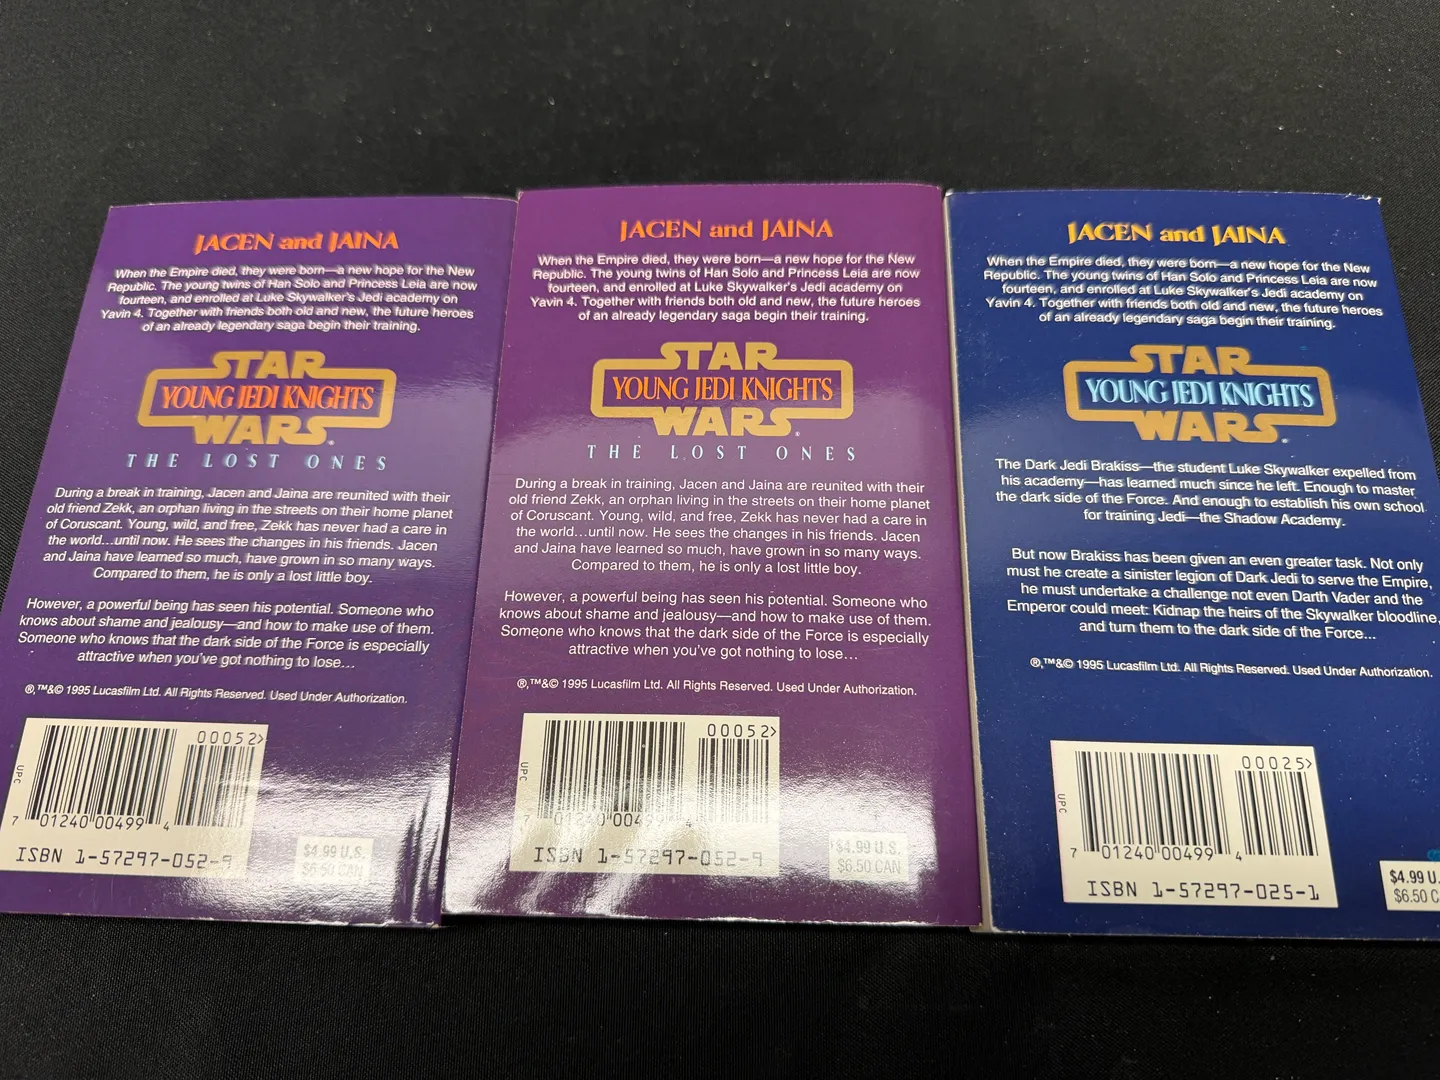 JACEN and JAINA
When the Empire died, they were born—a new hope for the New
Republic. The young twins of Han Solo and Princess Leia are now
fourteen, and enrolled at Luke Skywalker's Jedi academy on
Yavin 4. Together with friends both old and new, the future heroes
of an already legendary saga begin their training.
STAR
YOUNG JEDI KNIGHTS
WARS®
THE LOST ONES
During a break in training, Jacen and Jaina are reunited with their
old friend Zekk, an orphan living in the streets on their home planet
of Coruscant. Young, wild, and free, Zekk has never had a care in
the world...until now. He sees the changes in his friends. Jacen
and Jaina have learned so much, have grown in so many ways.
Compared to them, he is only a lost little boy.
However, a powerful being has seen his potential. Someone who
knows about shame and jealousy—and how to make use of them.
Someone who knows that the dark side of the Force is especially
attractive when you've got nothing to lose...
®,™&© 1995 Lucasfilm Ltd. All Rights Reserved. Used Under Authorization.
00052>
UPC
7 01240 00499 4
ISBN 1-57297-052-9
$4.99 U.S.
$6.50 CAN
JACEN and JAINA
When the Empire died, they were born—a new hope for the New
Republic. The young twins of Han Solo and Princess Leia are now
fourteen, and enrolled at Luke Skywalker's Jedi academy on
Yavin 4. Together with friends both old and new, the future heroes
of an already legendary saga begin their training.
STAR
YOUNG JEDI KNIGHTS
WARS®
THE LOST ONES
During a break in training, Jacen and Jaina are reunited with their
old friend Zekk, an orphan living in the streets on their home planet
of Coruscant. Young, wild, and free, Zekk has never had a care in
the world...until now. He sees the changes in his friends. Jacen
and Jaina have learned so much, have grown in so many ways.
Compared to them, he is only a lost little boy.
However, a powerful being has seen his potential. Someone who
knows about shame and jealousy—and how to make use of them.
Someone who knows that the dark side of the Force is especially
attractive when you've got nothing to lose...
®,™&© 1995 Lucasfilm Ltd. All Rights Reserved. Used Under Authorization.
00052>
UPC
7 01240 00499 4
ISBN 1-57297-052-9
$4.99 U.S.
$6.50 CAN
JACEN and JAINA
When the Empire died, they were born—a new hope for the New
Republic. The young twins of Han Solo and Princess Leia are now
fourteen, and enrolled at Luke Skywalker's Jedi academy on
Yavin 4. Together with friends both old and new, the future heroes
of an already legendary saga begin their training.
STAR
YOUNG JEDI KNIGHTS
WARS®
The Dark Jedi Brakiss—the student Luke Skywalker expelled from
his academy—has learned much since he left. Enough to master
the dark side of the Force. And enough to establish his own school
for training Jedi—the Shadow Academy.
But now Brakiss has been given an even greater task. Not only
must he create a sinister legion of Dark Jedi to serve the Empire,
he must undertake a challenge not even Darth Vader and the
Emperor could meet: Kidnap the heirs of the Skywalker bloodline,
and turn them to the dark side of the Force...
®,™&© 1995 Lucasfilm Ltd. All Rights Reserved. Used Under Authorization.
00025>
UPC
7 01240 00499 4
ISBN 1-57297-025-1
$4.99 U.
$6.50 C